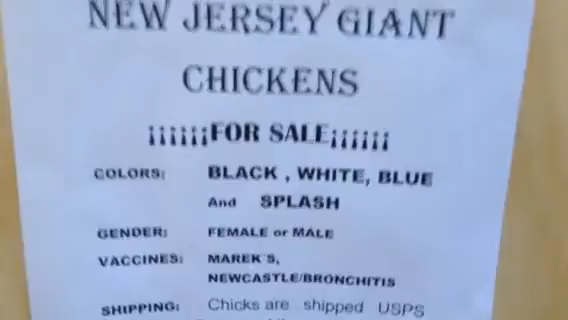 NEW JERSEY GIANT
CHICKENS
¡¡¡¡¡¡FOR SALE¡¡¡¡¡¡
COLORS: BLACK , WHITE, BLUE
And SPLASH
GENDER: FEMALE or MALE
VACCINES: MAREK´S,
NEWCASTLE/BRONCHITIS
SHIPPING: Chicks are shipped USPS